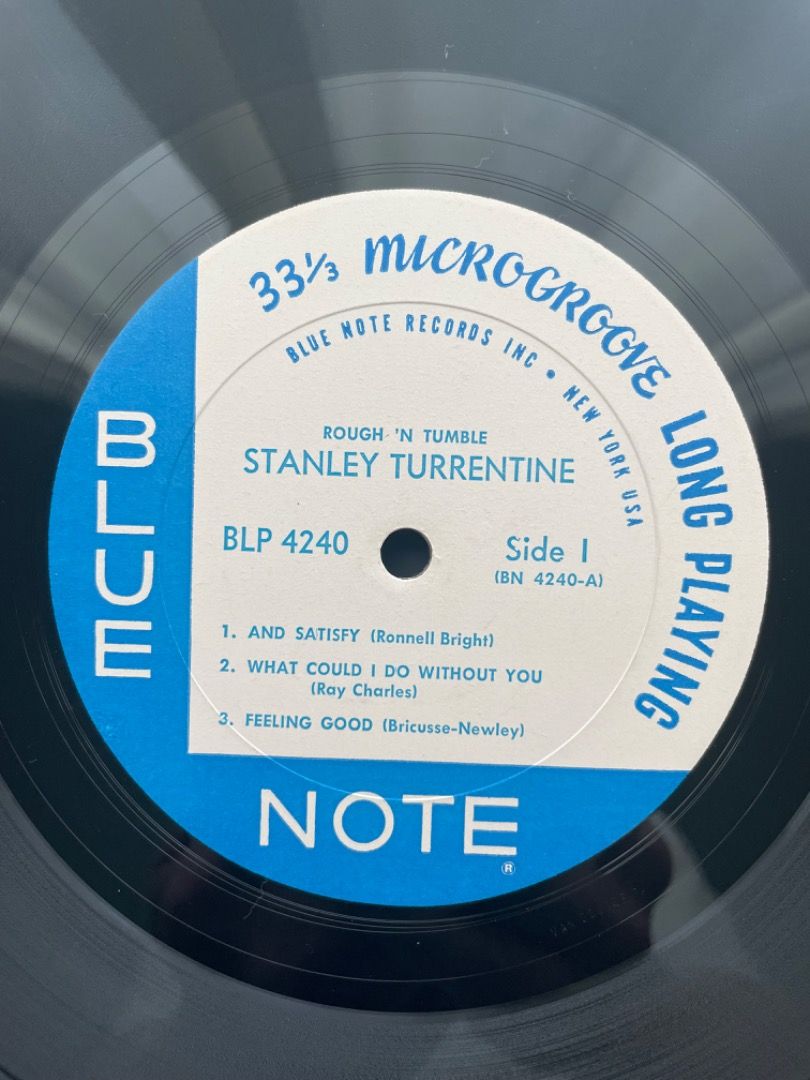 33⅓ MICROGROOVE LONG PLAYING
BLUE NOTE RECORDS INC • NEW YORK USA
ROUGH 'N TUMBLE
STANLEY TURRENTINE
BLP 4240
Side 1
(BN 4240-A)
1. AND SATISFY (Ronnell Bright)
2. WHAT COULD I DO WITHOUT YOU
(Ray Charles)
3. FEELING GOOD (Bricusse-Newley)
BLUE
NOTE
®